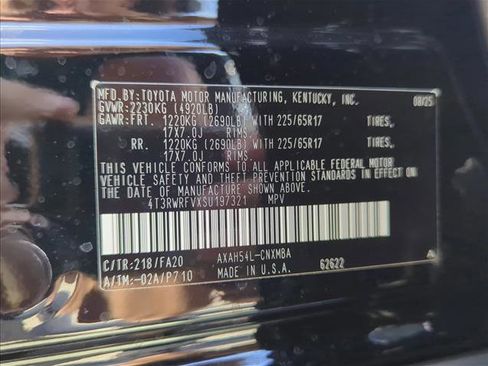 MFD.BY:TOYOTA MOTOR MANUFACTURING, KENTUCKY, INC. 08/25
GVWR:2230KG (4920LB)
GAWR:FRT. 1220KG (2690LB) WITH 225/65R17 TIRES,
17X7.0J RIMS.
RR. 1220KG (2690LB) WITH 225/65R17 TIRES,
17X7.0J RIMS.
THIS VEHICLE CONFORMS TO ALL APPLICABLE FEDERAL MOTOR
VEHICLE SAFETY AND THEFT PREVENTION STANDARDS IN EFFECT ON
THE DATE OF MANUFACTURE SHOWN ABOVE.
4T3RWRFVXSU197321 MPV
C/TR:218/FA20 AXAH54L-CNXMBA
A/TM:-02A/P710 MADE IN U.S.A. 62622